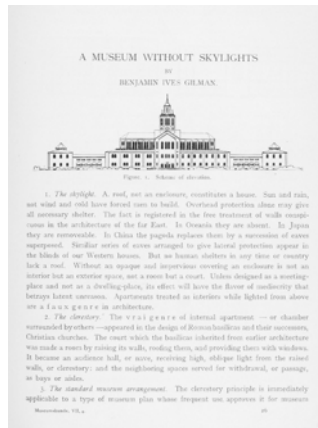 A MUSEUM WITHOUT SKYLIGHTS
BY
BENJAMIN IVES GILMAN.
Figure 1. Scheme of elevation.
1. The skylight. A roof, not an enclosure, constitutes a house. Sun and rain,
not wind and cold have forced men to build. Overhead protection alone may give
all necessary shelter. The fact is registered in the free treatment of walls conspi-
cuous in the architecture of the far East. In Oceania they are absent. In Japan
they are removable. In China the pagoda replaces them by a succession of eaves
superposed. Similiar series of eaves arranged to give lateral protection appear in
the blinds of our Western houses. But no human shelters in any time or country
lack a roof. Without an opaque and impervious covering an enclosure is not an
interior but an exterior space, not a room but a court. Unless designed as a meeting-
place and not as a dwelling-place, its effect will have the flavor of mediocrity that
betrays latent
Apartments treated as interiors while lighted from above
are a faux genre in architecture.
2. The clerestory. The vrai genre of internal apartment — or chamber
surrounded by others — appeared in the design of Roman basilicas and their successors,
Christian churches. The court which the basilicas inherited from earlier architecture
was made a room by raising its walls, roofing them, and providing them with windows.
It became an audience hall, or nave, receiving high, oblique light from the raised
walls, or clerestory; and the neighboring spaces served for withdrawal, or passage,
as bays or aisles.
3. The standard museum arrangement. The clerestory principle is immediately
applicable to a type of museum plan whose frequent use approves it for museum